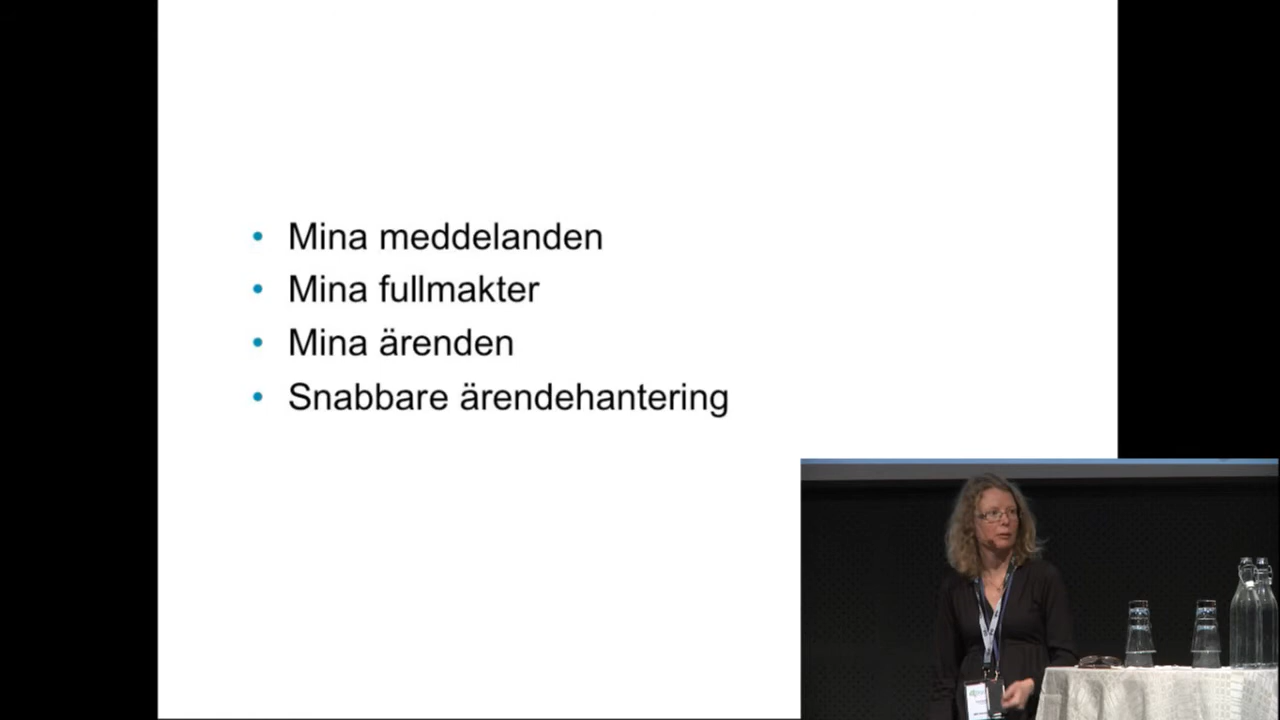 Mina meddelanden
Mina fullmakter
Mina ärenden
Snabbare ärendehantering